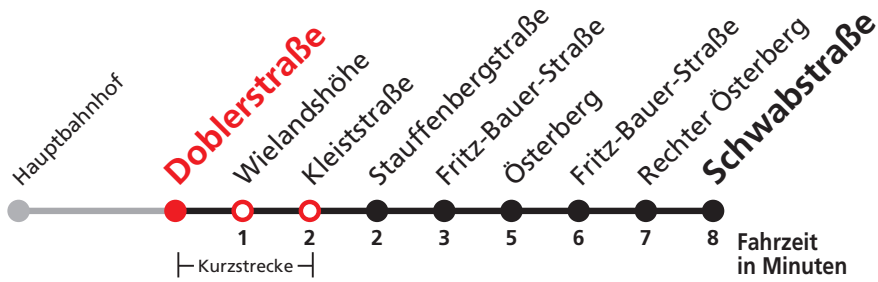 Hauptbahnhof
Doblerstraße
Wielandshöhe
Kleiststraße
Stauffenbergstraße
Fritz-Bauer-Straße
Österberg
Fritz-Bauer-Straße
Rechter Österberg
Schwabstraße
1 2 2 3 5 6 7 8 Fahrzeit
in Minuten
Kurzstrecke